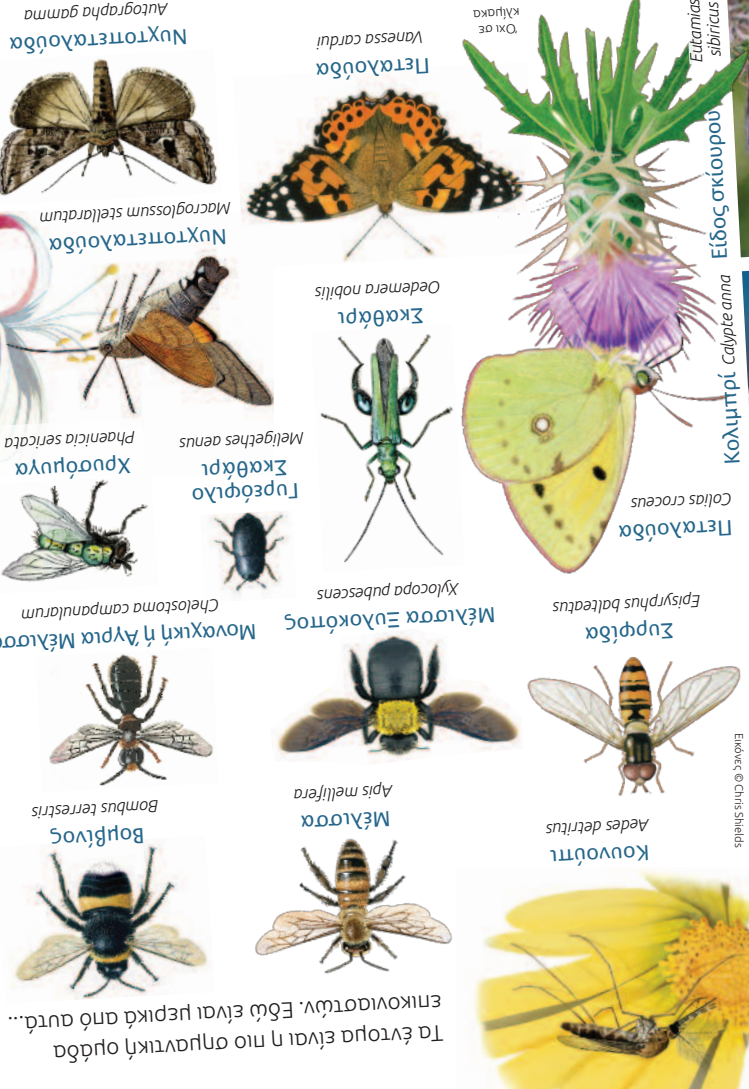 Τα έντομα είναι η πιο σημαντική ομάδα
επικονιαστών. Εδώ είναι μερικά από αυτά...
Κουνούπι
Aedes detritus
Μέλισσα
Apis mellifera
Βομβίνος
Bombus terrestris
Συρφίδα
Episyrphus balteatus
Μέλισσα Ξυλοκόπος
Xylocopa pubescens
Μοναχική ή Άγρια Μέλισσα
Chelostoma campanularum
Πεταλούδα
Colias croceus
Γυρεόφιλο
Σκαθάρι
Meligethes aenus
Χρυσόμυγα
Phaenicia sericata
Σκαθάρι
Oedemera nobilis
Νυχτοπεταλούδα
Macroglossum stellaratum
Πεταλούδα
Vanessa cardui
Νυχτοπεταλούδα
Autographa gamma
Όχι σε
κλίμακα
Είδος σκίουρου
Eutamias
sibiricus
Κολιμπρί Calypte anna
Εικόνες © Chris Shields